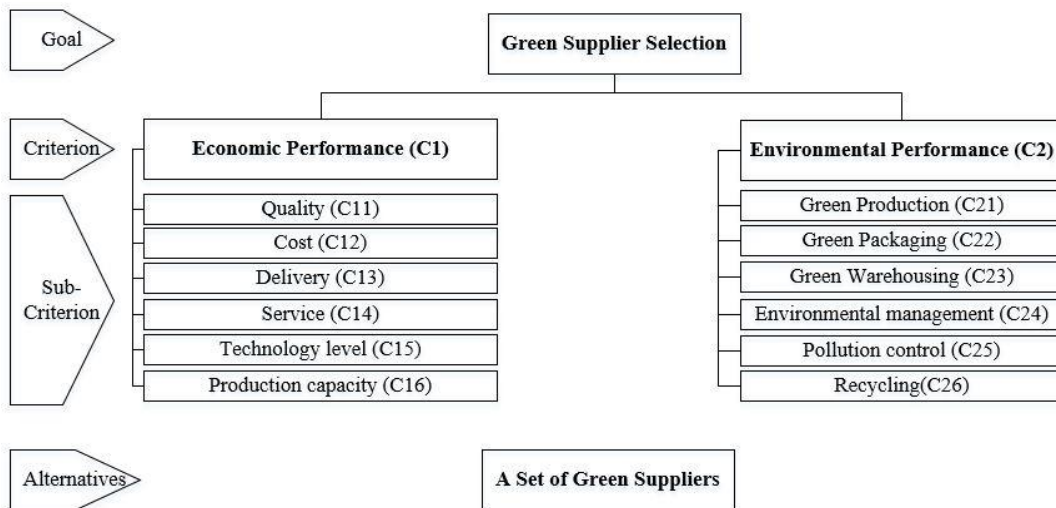 Goal
Green Supplier Selection
Criterion
Economic Performance (C1)
Environmental Performance (C2)
Sub-
Criterion
Quality (C11)
Cost (C12)
Delivery (C13)
Service (C14)
Technology level (C15)
Production capacity (C16)
Green Production (C21)
Green Packaging (C22)
Green Warehousing (C23)
Environmental management (C24)
Pollution control (C25)
Recycling(C26)
Alternatives
A Set of Green Suppliers